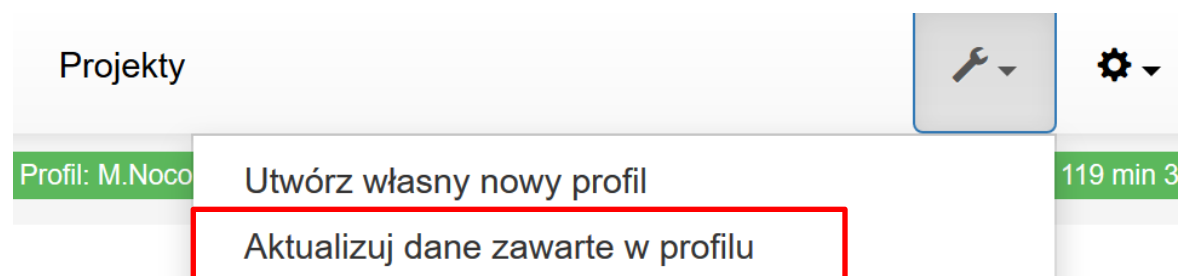 Projekty
Profil: M.Noco
119 min 3
Utwórz własny nowy profil
Aktualizuj dane zawarte w profilu